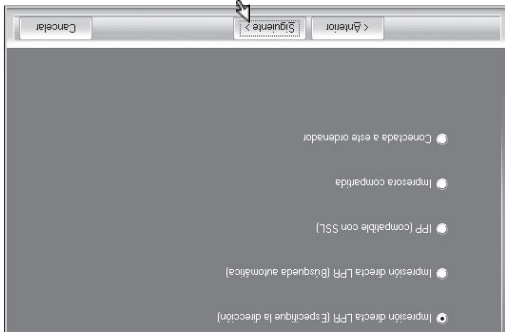 Impresión directa LPR (Especifique la dirección)
Impresión directa LPR (Búsqueda automática)
IPP (compatible con SSL)
Impresora compartida
Conectada a este ordenador
< Anterior
Siguiente >
Cancelar